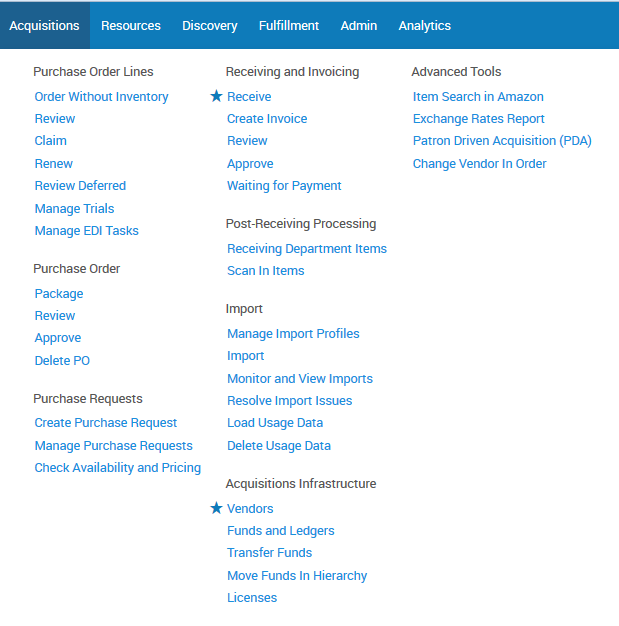 Acquisitions Resources Discovery Fulfillment Admin Analytics
Purchase Order Lines
Order Without Inventory
Review
Claim
Renew
Review Deferred
Manage Trials
Manage EDI Tasks
Purchase Order
Package
Review
Approve
Delete PO
Purchase Requests
Create Purchase Request
Manage Purchase Requests
Check Availability and Pricing
Receiving and Invoicing
Receive
Create Invoice
Review
Approve
Waiting for Payment
Post-Receiving Processing
Receiving Department Items
Scan In Items
Import
Manage Import Profiles
Import
Monitor and View Imports
Resolve Import Issues
Load Usage Data
Delete Usage Data
Acquisitions Infrastructure
Vendors
Funds and Ledgers
Transfer Funds
Move Funds In Hierarchy
Licenses
Advanced Tools
Item Search in Amazon
Exchange Rates Report
Patron Driven Acquisition (PDA)
Change Vendor In Order